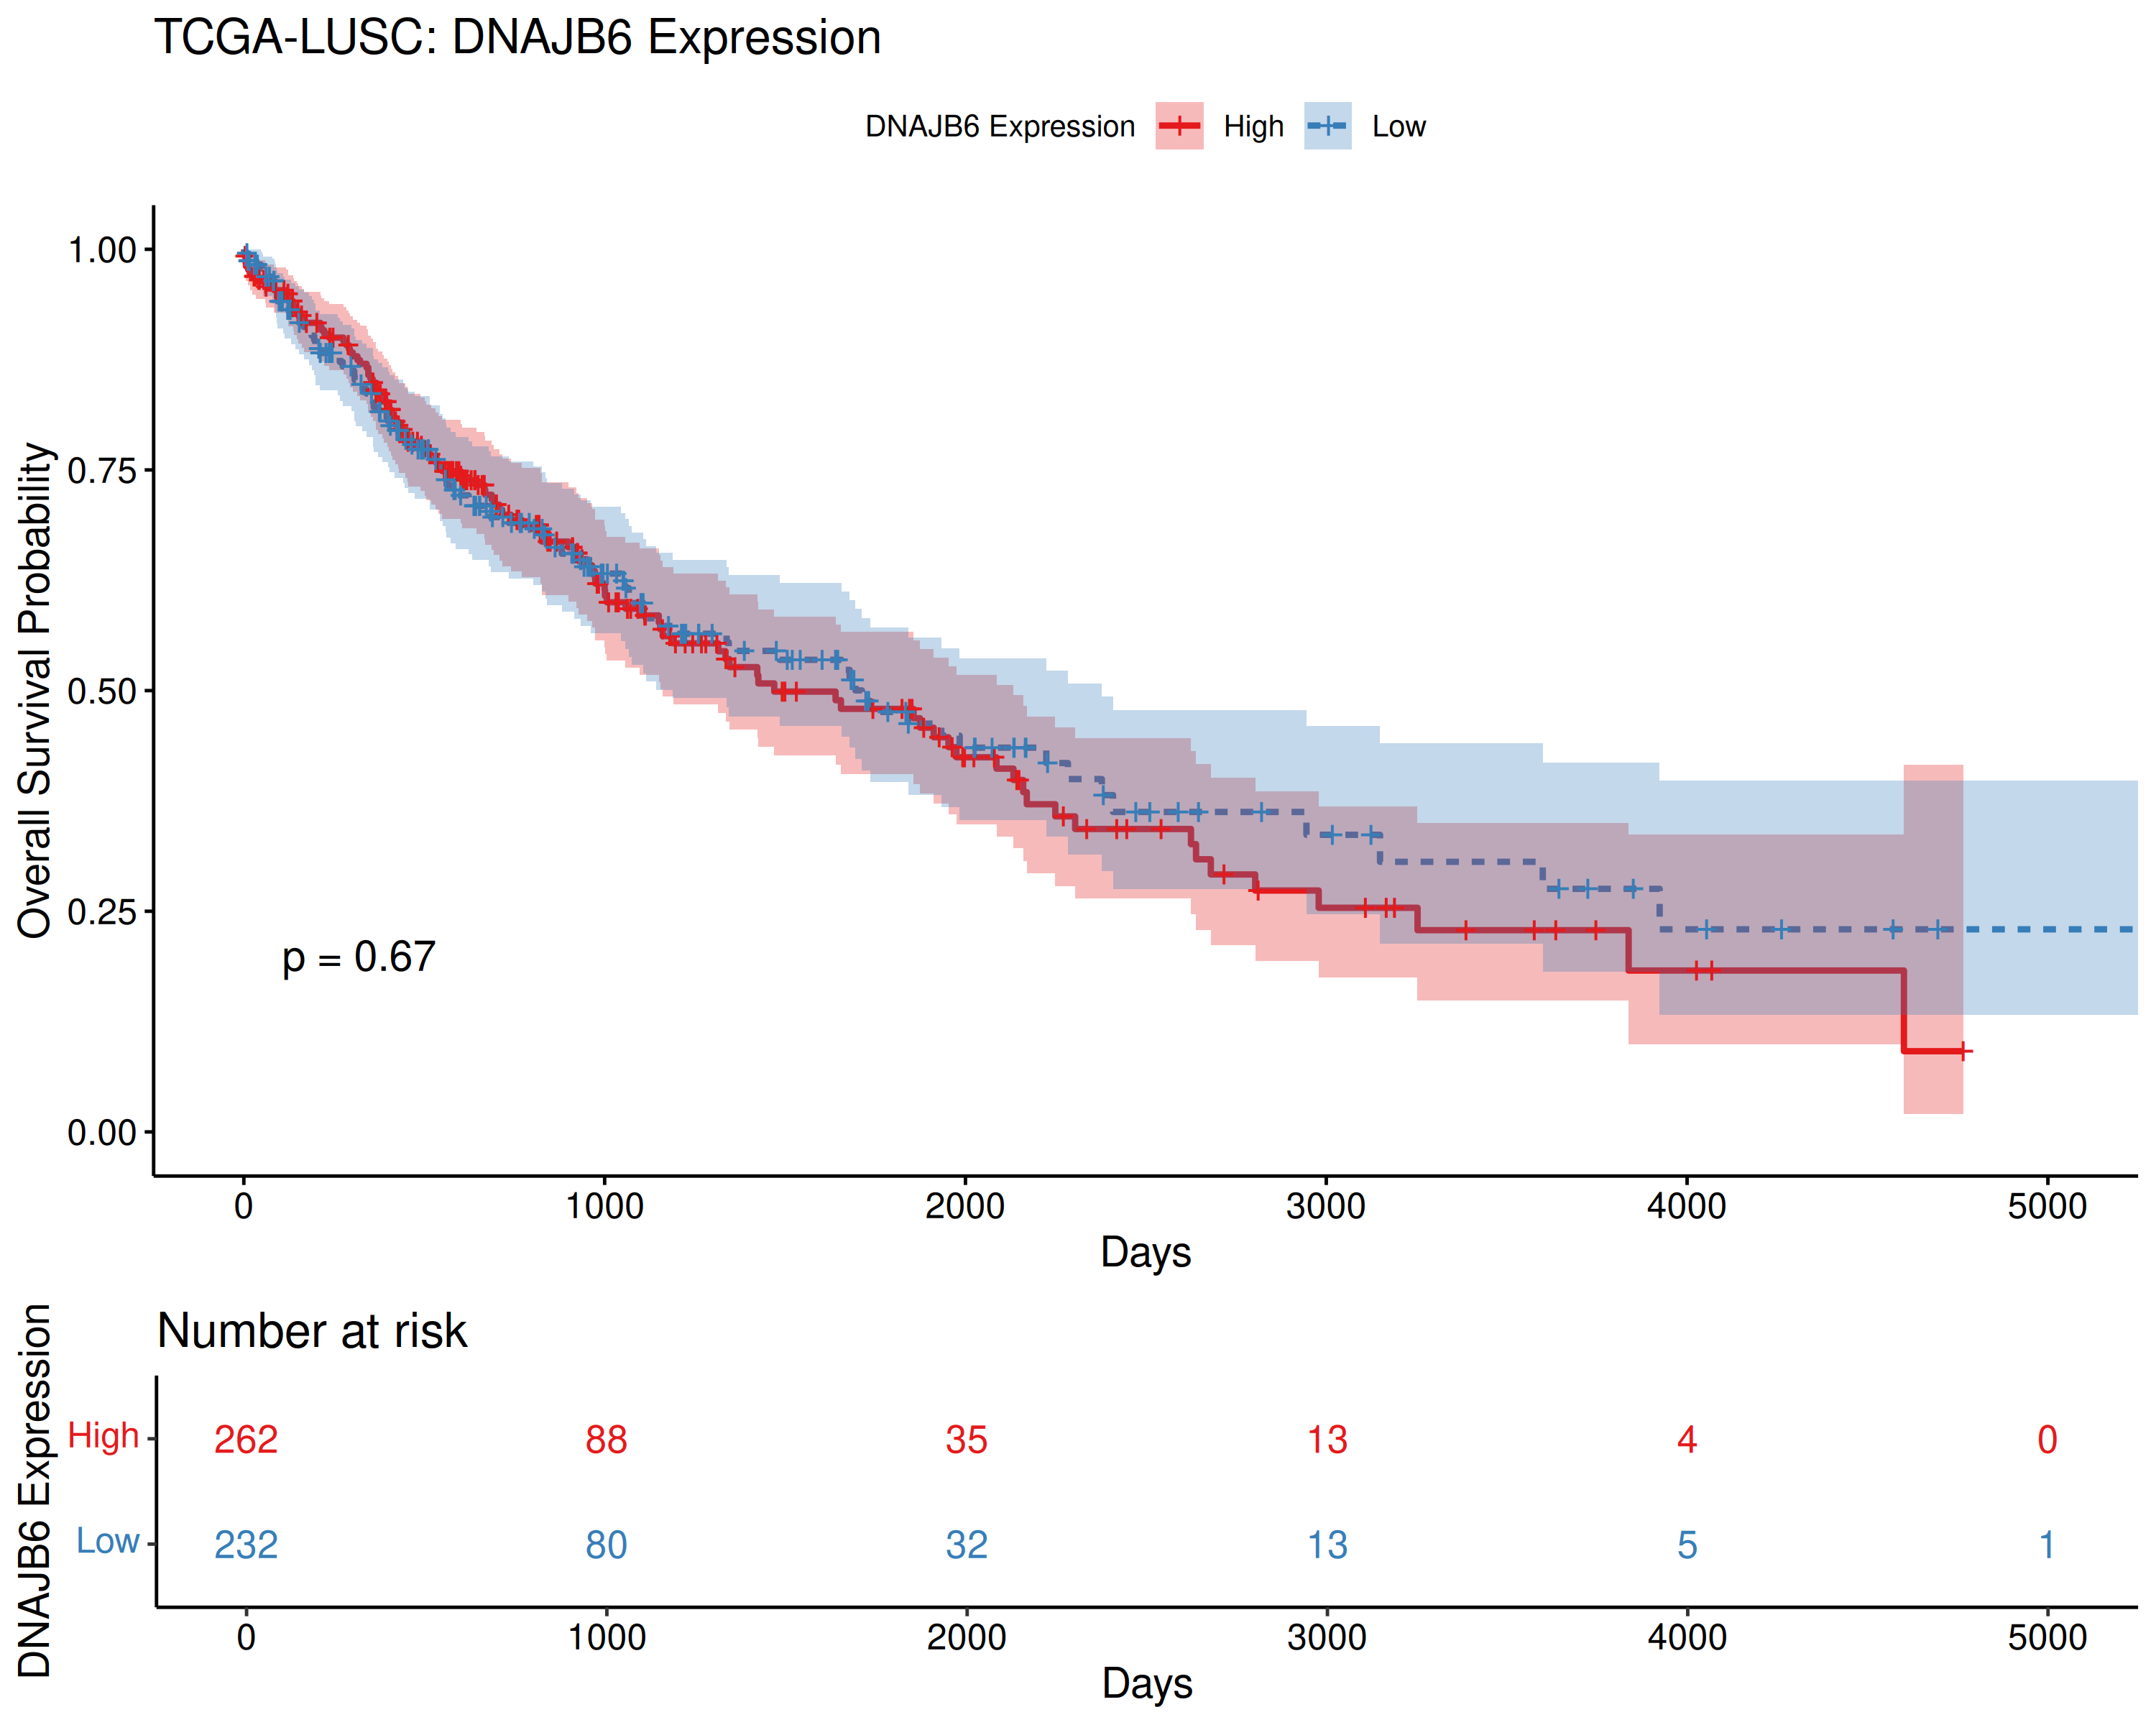 TCGA-LUSC: DNAJB6 Expression
DNAJB6 Expression High Low
Overall Survival Probability
1.00
0.75
0.50
0.25
0.00
p = 0.67
0 1000 2000 3000 4000 5000
Days
Number at risk
DNAJB6 Expression
High 262 88 35 13 4 0
Low 232 80 32 13 5 1
0 1000 2000 3000 4000 5000
Days